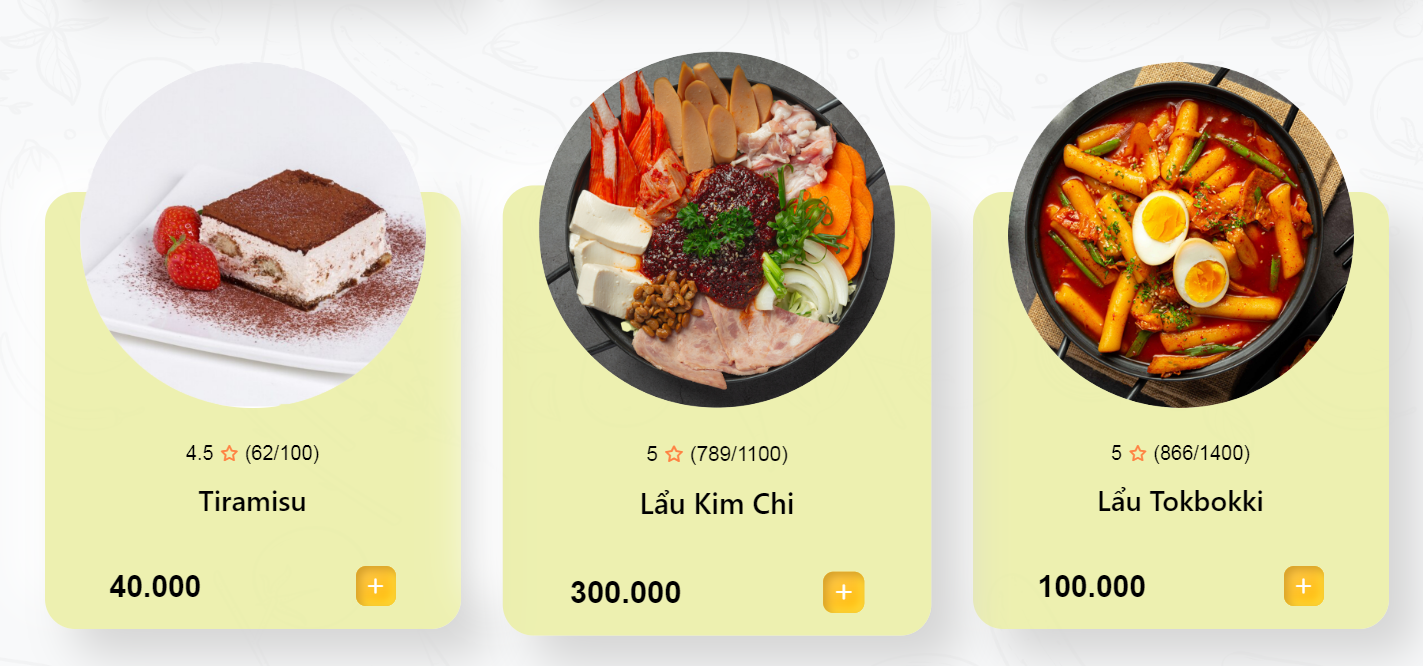 4.5 ☆ (62/100)
Tiramisu
40.000 +
5 ☆ (789/1100)
Lẩu Kim Chi
300.000 +
5 ☆ (866/1400)
Lẩu Tokbokki
100.000 +